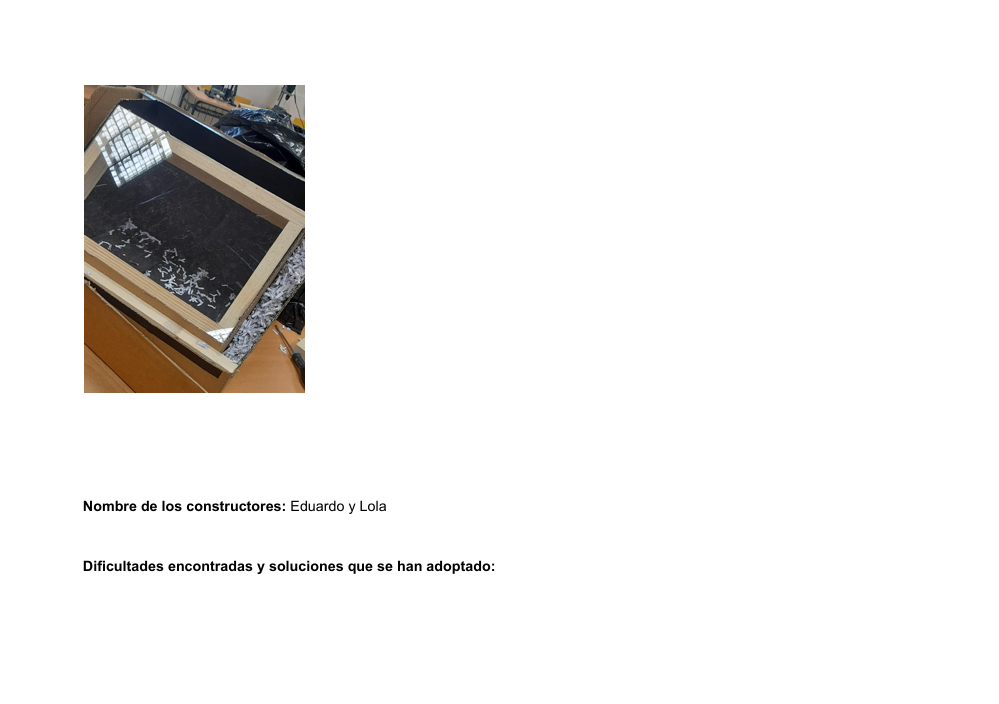 Nombre de los constructores: Eduardo y Lola
Dificultades encontradas y soluciones que se han adoptado: